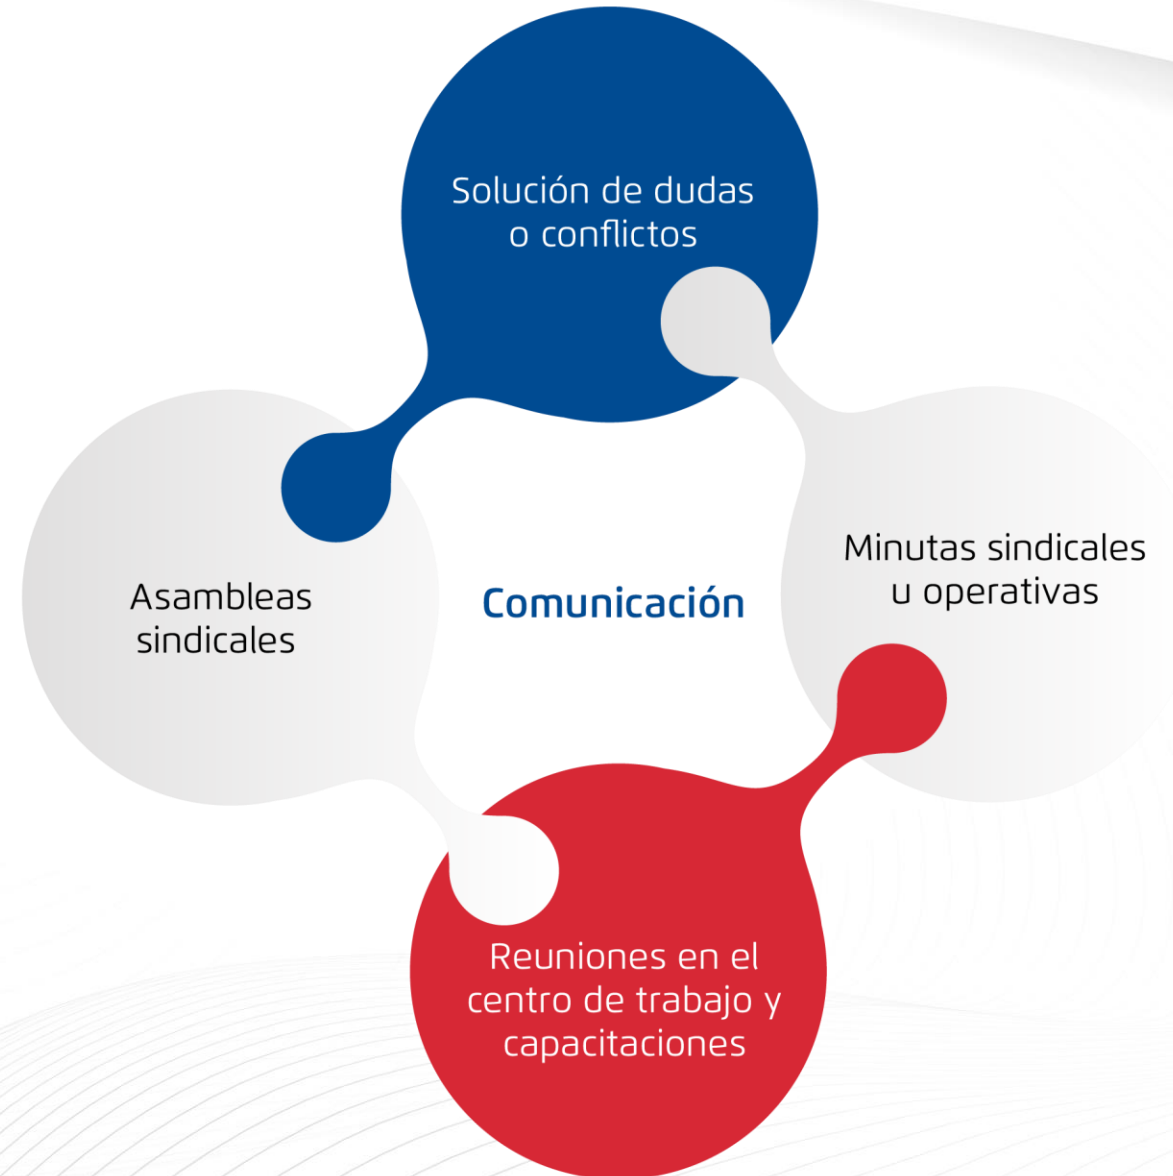 Solución de dudas
o conflictos
Asambleas
sindicales
Comunicación
Minutas sindicales
u operativas
Reuniones en el
centro de trabajo y
capacitaciones